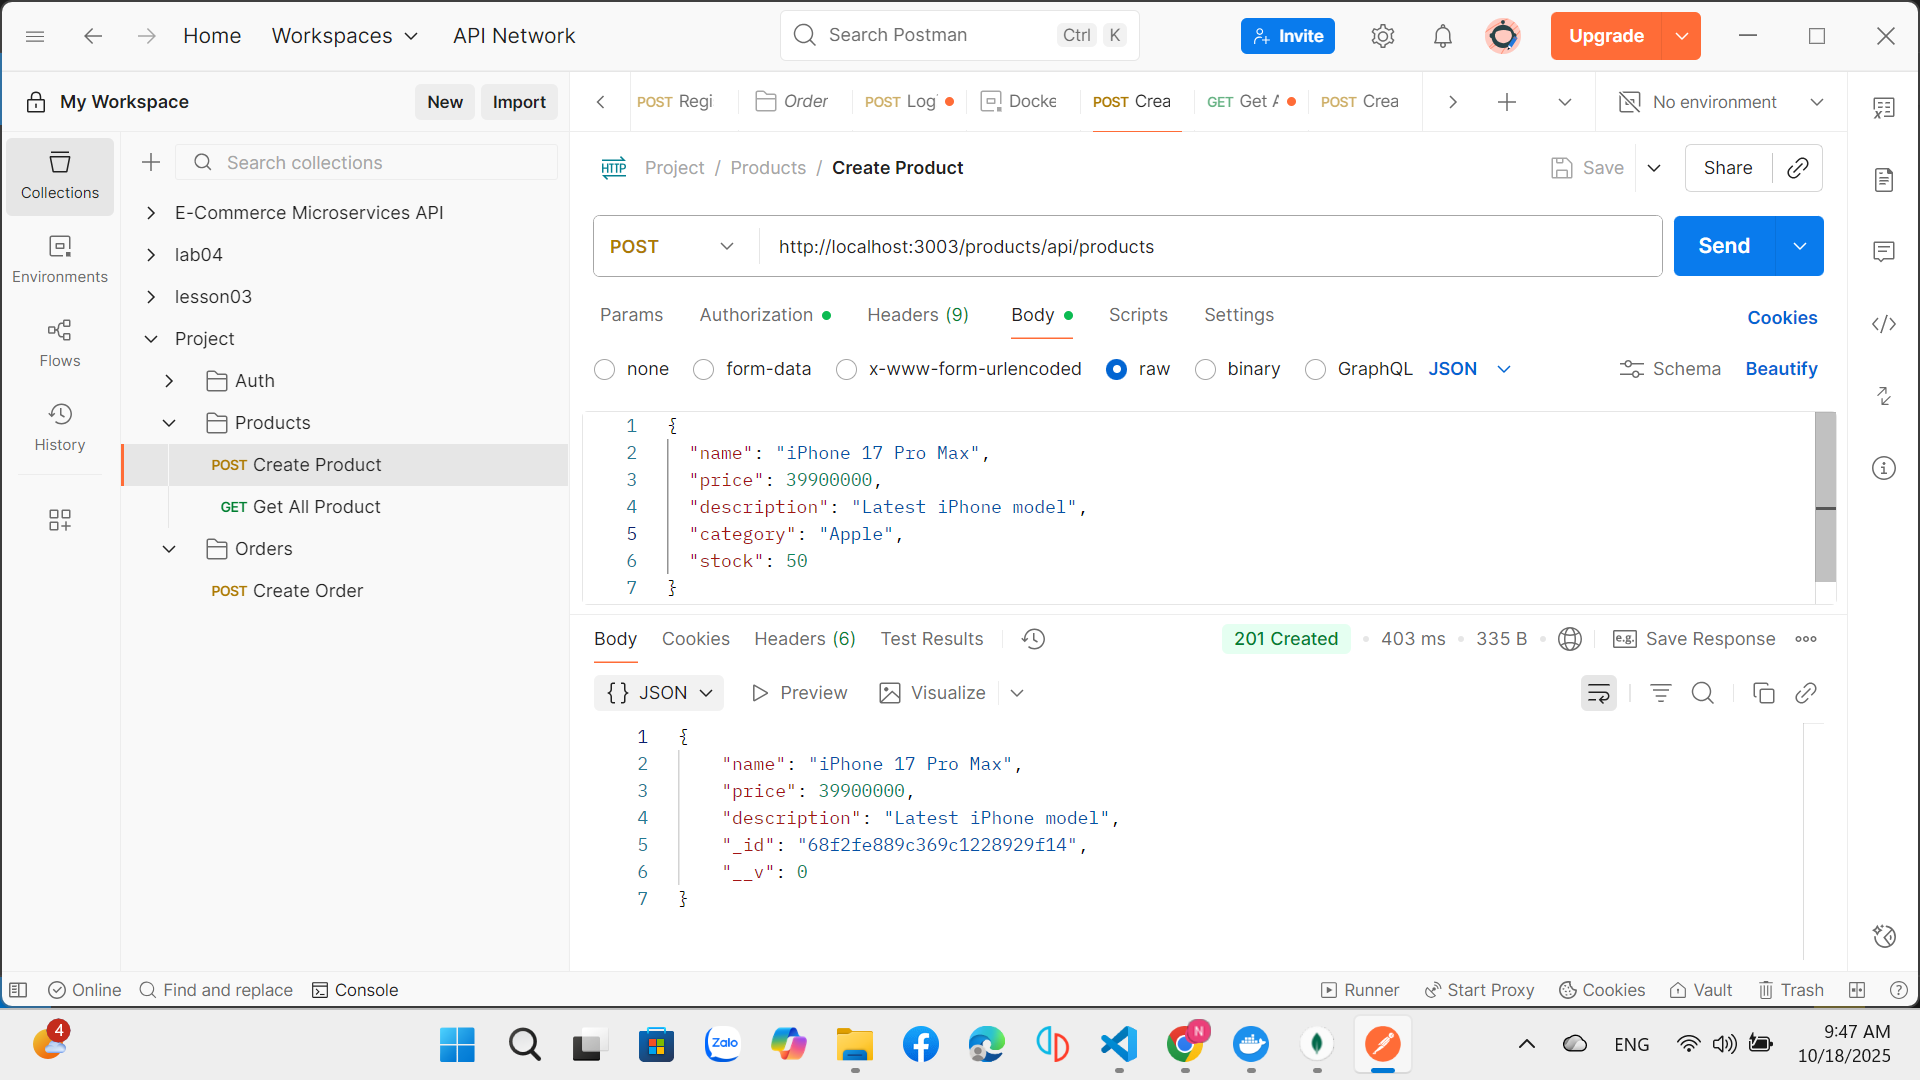 Home
Workspaces
API Network
Search Postman
Ctrl K
Invite
Upgrade
My Workspace
New
Import
POST Regi
Order
POST Log
Docke
POST Crea
GET Get A
POST Crea
No environment
Collections
Environments
Flows
History
Search collections
E-Commerce Microservices API
lab04
lesson03
Project
Auth
Products
POST Create Product
GET Get All Product
Orders
POST Create Order
HTTP Project / Products / Create Product
Save
Share
POST
http://localhost:3003/products/api/products
Send
Params
Authorization
Headers (9)
Body
Scripts
Settings
Cookies
none
form-data
x-www-form-urlencoded
raw
binary
GraphQL
JSON
Schema
Beautify
1 {
2 "name": "iPhone 17 Pro Max",
3 "price": 39900000,
4 "description": "Latest iPhone model",
5 "category": "Apple",
6 "stock": 50
7 }
Body
Cookies
Headers (6)
Test Results
201 Created
403 ms
335 B
e.g. Save Response
{} JSON
Preview
Visualize
1 {
2 "name": "iPhone 17 Pro Max",
3 "price": 39900000,
4 "description": "Latest iPhone model",
5 "_id": "68f2fe889c369c1228929f14",
6 "__v": 0
7 }
Online
Find and replace
Console
Runner
Start Proxy
Cookies
Vault
Trash
4
Zalo
N
ENG
9:47 AM
10/18/2025